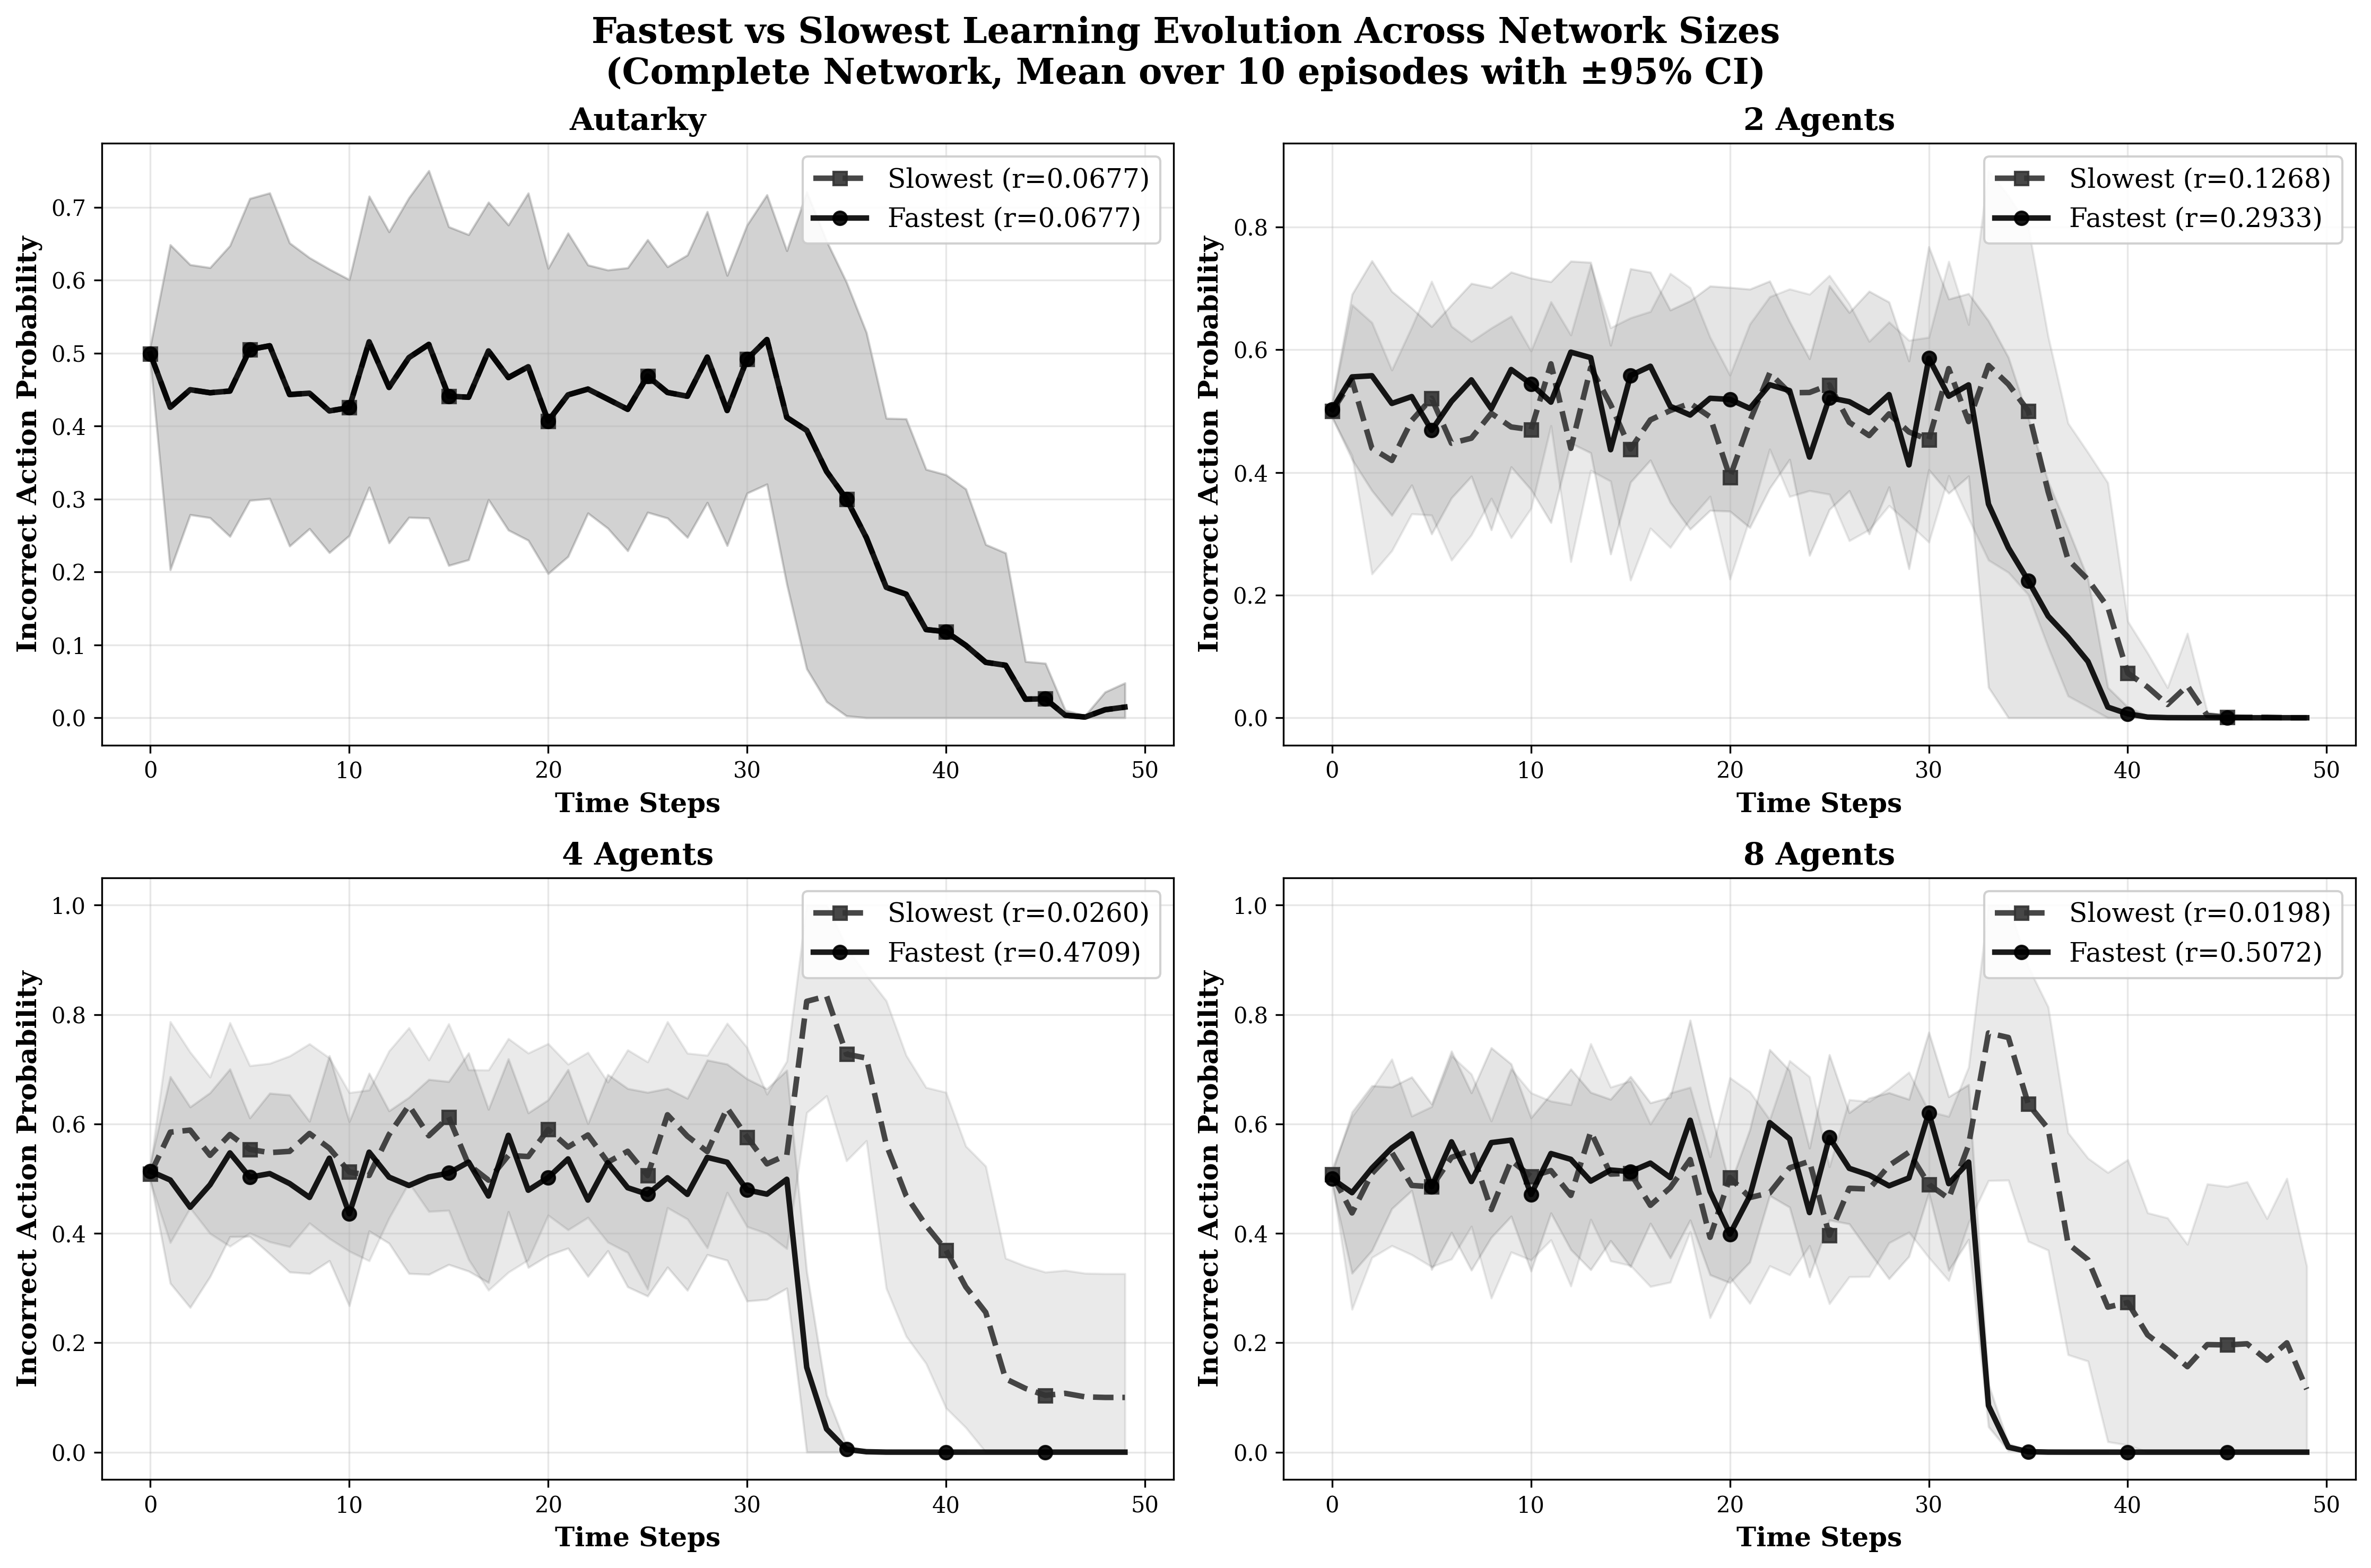 Fastest vs Slowest Learning Evolution Across Network Sizes
(Complete Network, Mean over 10 episodes with ±95% CI)
Autarky
Incorrect Action Probability
0.7
0.6
0.5
0.4
0.3
0.2
0.1
0.0
Slowest (r=0.0677)
Fastest (r=0.0677)
0 10 20 30 40 50
Time Steps
2 Agents
Incorrect Action Probability
0.8
0.6
0.4
0.2
0.0
Slowest (r=0.1268)
Fastest (r=0.2933)
0 10 20 30 40 50
Time Steps
4 Agents
Incorrect Action Probability
1.0
0.8
0.6
0.4
0.2
0.0
Slowest (r=0.0260)
Fastest (r=0.4709)
0 10 20 30 40 50
Time Steps
8 Agents
Incorrect Action Probability
1.0
0.8
0.6
0.4
0.2
0.0
Slowest (r=0.0198)
Fastest (r=0.5072)
0 10 20 30 40 50
Time Steps